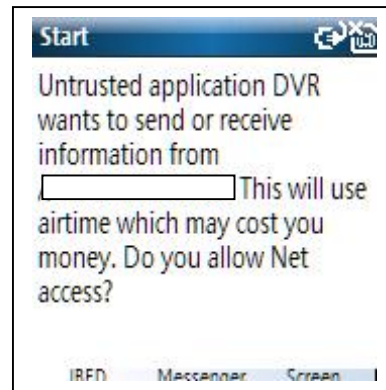 Start
Untrusted application DVR
wants to send or receive
information from
This will use
airtime which may cost you
money. Do you allow Net
access?
Messenger Screen